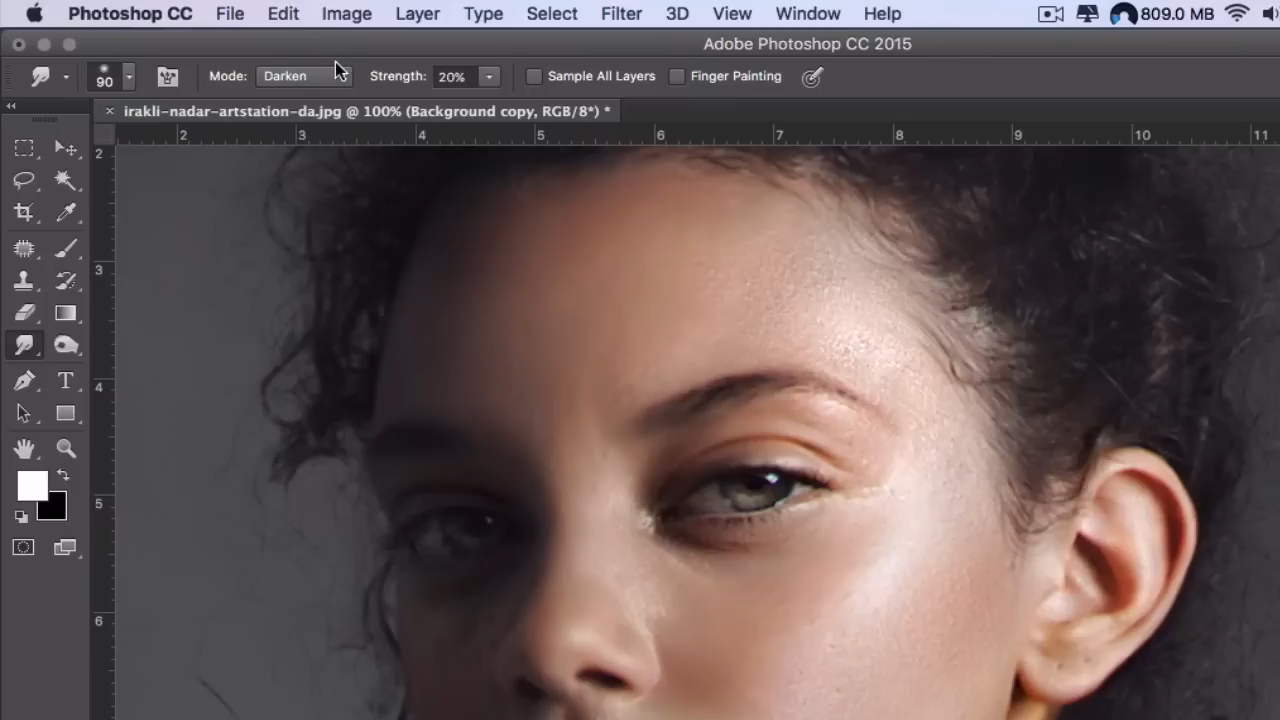 Photoshop CC File Edit Image Layer Type Select Filter 3D View Window Help 809.0 MB
Adobe Photoshop CC 2015
90 Mode: Darken Strength: 20% Sample All Layers Finger Painting
irakli-nadar-artstation-da.jpg @ 100% (Background copy, RGB/8*) *
2 3 4 5 6 7 8 9 10 11
2
3
4
T
5
6